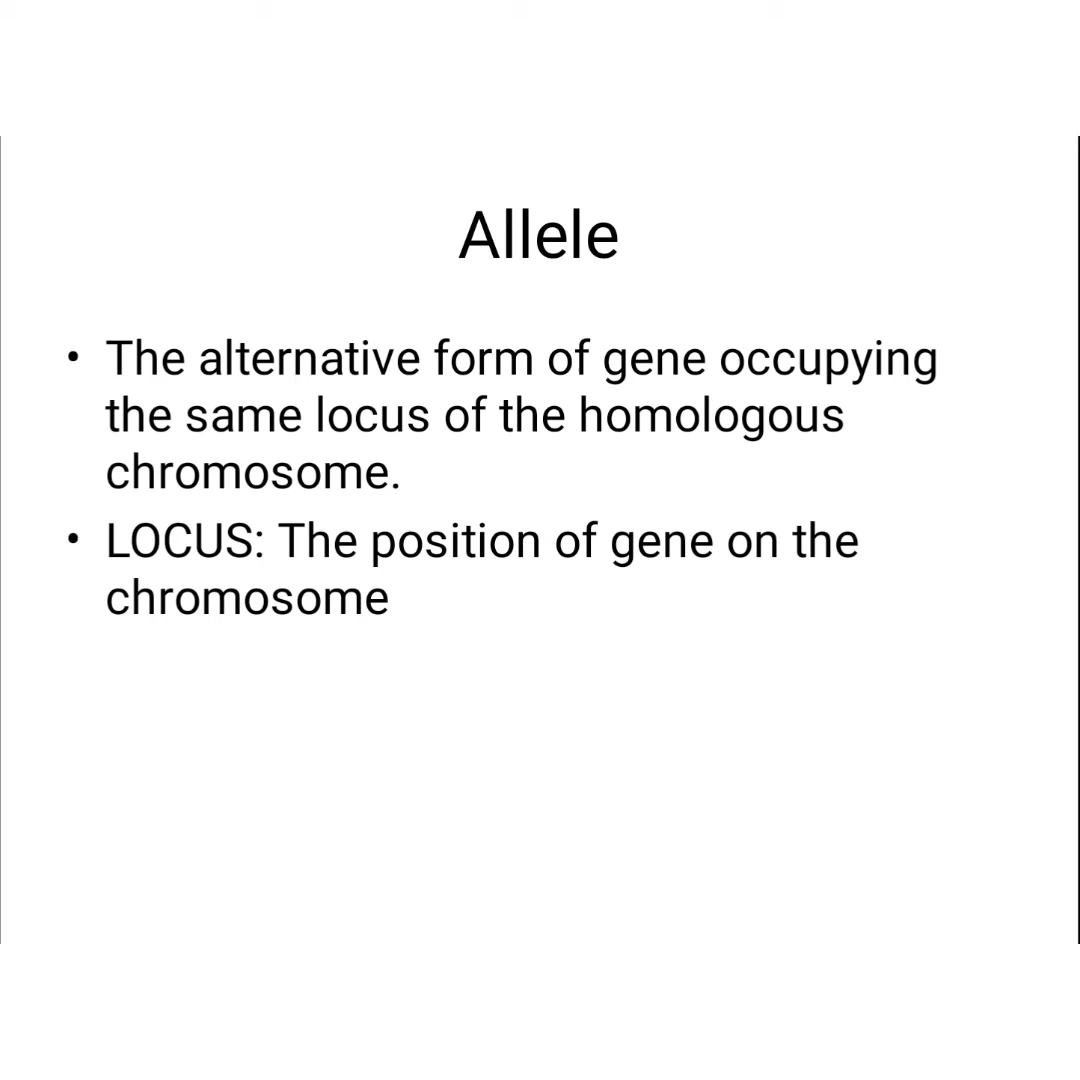 Allele
• The alternative form of gene occupying
the same locus of the homologous
chromosome.
• LOCUS: The position of gene on the
chromosome